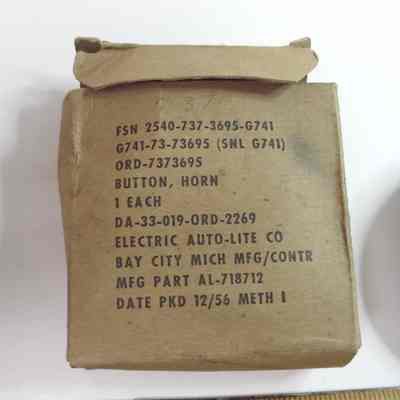 FSN 2540-737-3695-G741
G741-73-73695 (SNL G741)
ORD-7373695
BUTTON, HORN
1 EACH
DA-33-019-ORD-2269
ELECTRIC AUTO-LITE CO
BAY CITY MICH MFG/CONTR
MFG PART AL-718712
DATE PKD 12/56 METH I